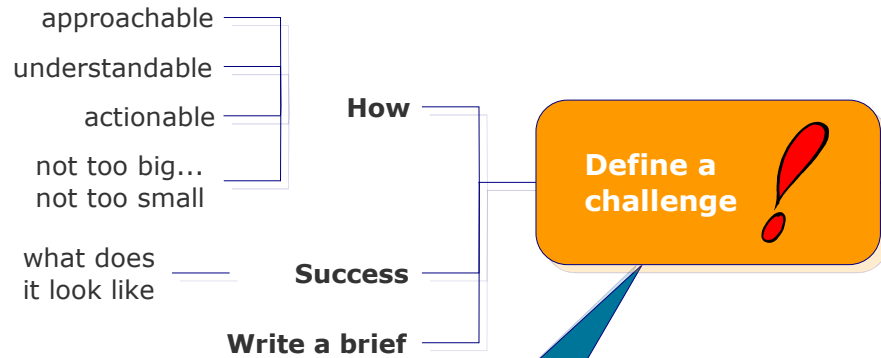 Define a
challenge
How
approachable
understandable
actionable
not too big...
not too small
Success
what does
it look like
Write a brief